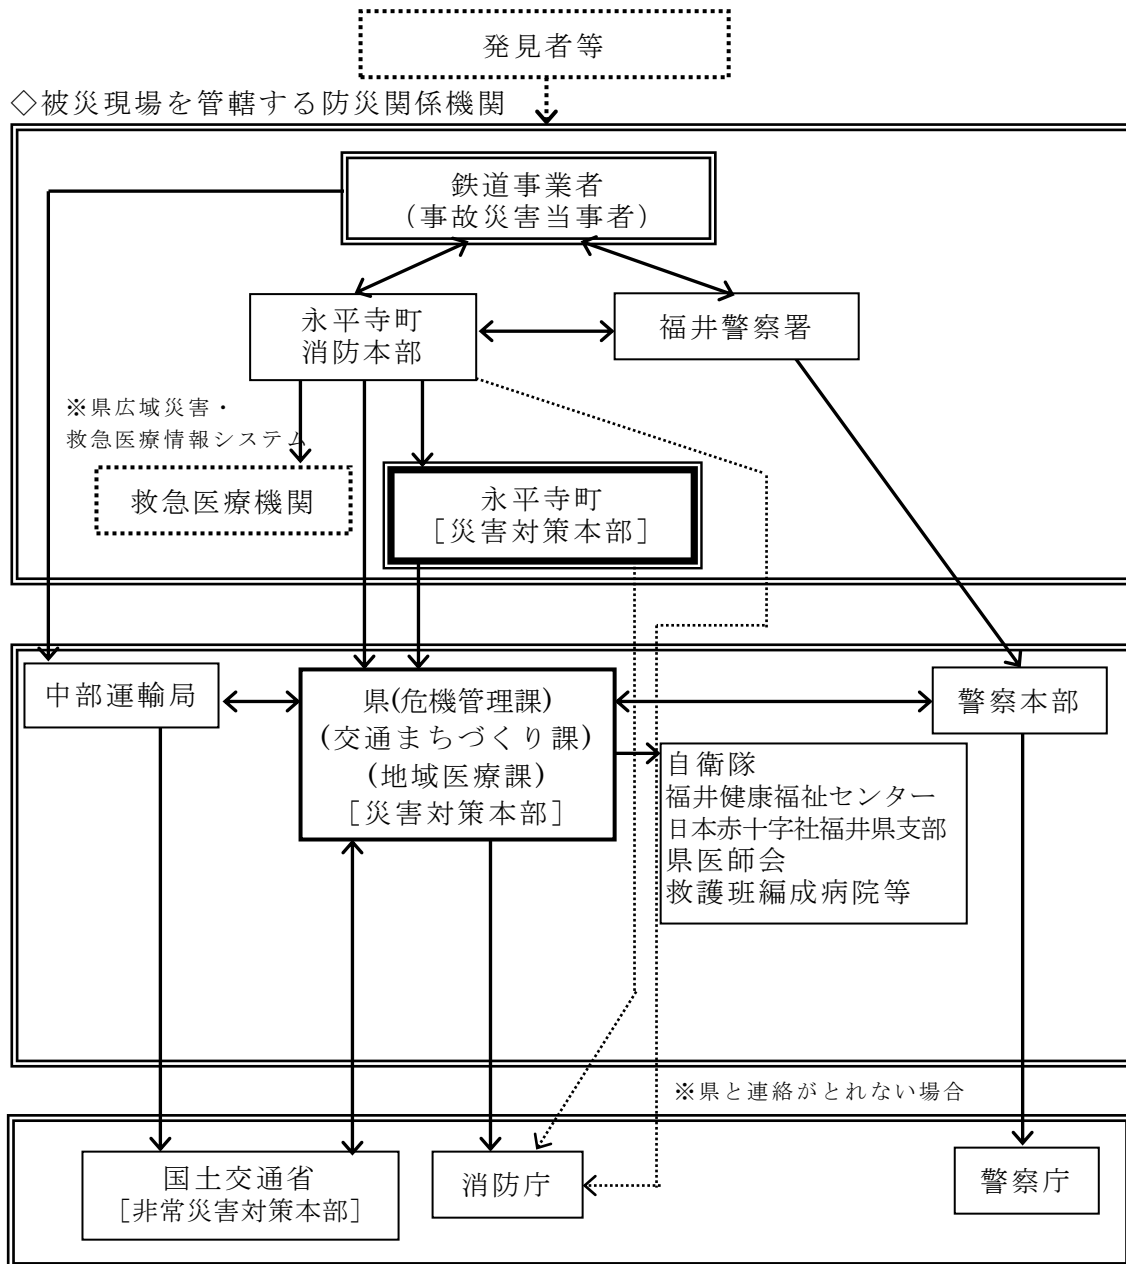 発見者等
◇被災現場を管轄する防災関係機関
鉄道事業者
（事故災害当事者）
永平寺町
消防本部
福井警察署
※県広域災害・
救急医療情報システム
救急医療機関
永平寺町
［災害対策本部］
中部運輸局
県(危機管理課)
(交通まちづくり課)
(地域医療課)
［災害対策本部］
警察本部
自衛隊
福井健康福祉センター
日本赤十字社福井県支部
県医師会
救護班編成病院等
※県と連絡がとれない場合
国土交通省
［非常災害対策本部］
消防庁
警察庁